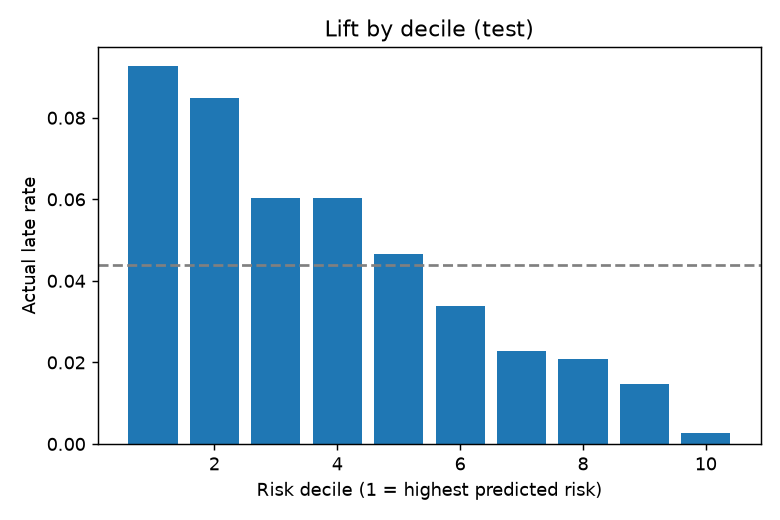 Lift by decile (test)
Actual late rate
0.08
0.06
0.04
0.02
0.00
2 4 6 8 10
Risk decile (1 = highest predicted risk)